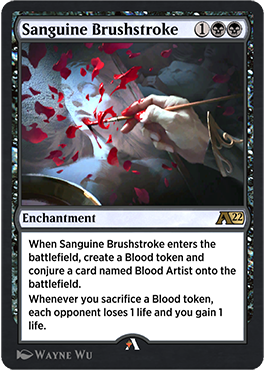 Sanguine Brushstroke 1
Enchantment A22
When Sanguine Brushstroke enters the
battlefield, create a Blood token and
conjure a card named Blood Artist onto the
battlefield.
Whenever you sacrifice a Blood token,
each opponent loses 1 life and you gain 1
life.
Wayne Wu